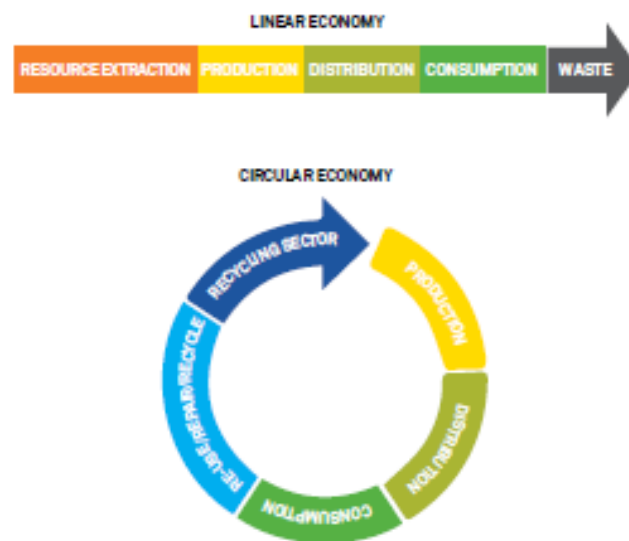 LINEAR ECONOMY
RESOURCE EXTRACTION
PRODUCTION
DISTRIBUTION
CONSUMPTION
WASTE
CIRCULAR ECONOMY
RECYCLING SECTOR
PRODUCTION
DISTRIBUTION
CONSUMPTION
RE-USE/REPAIR/RECYCLE